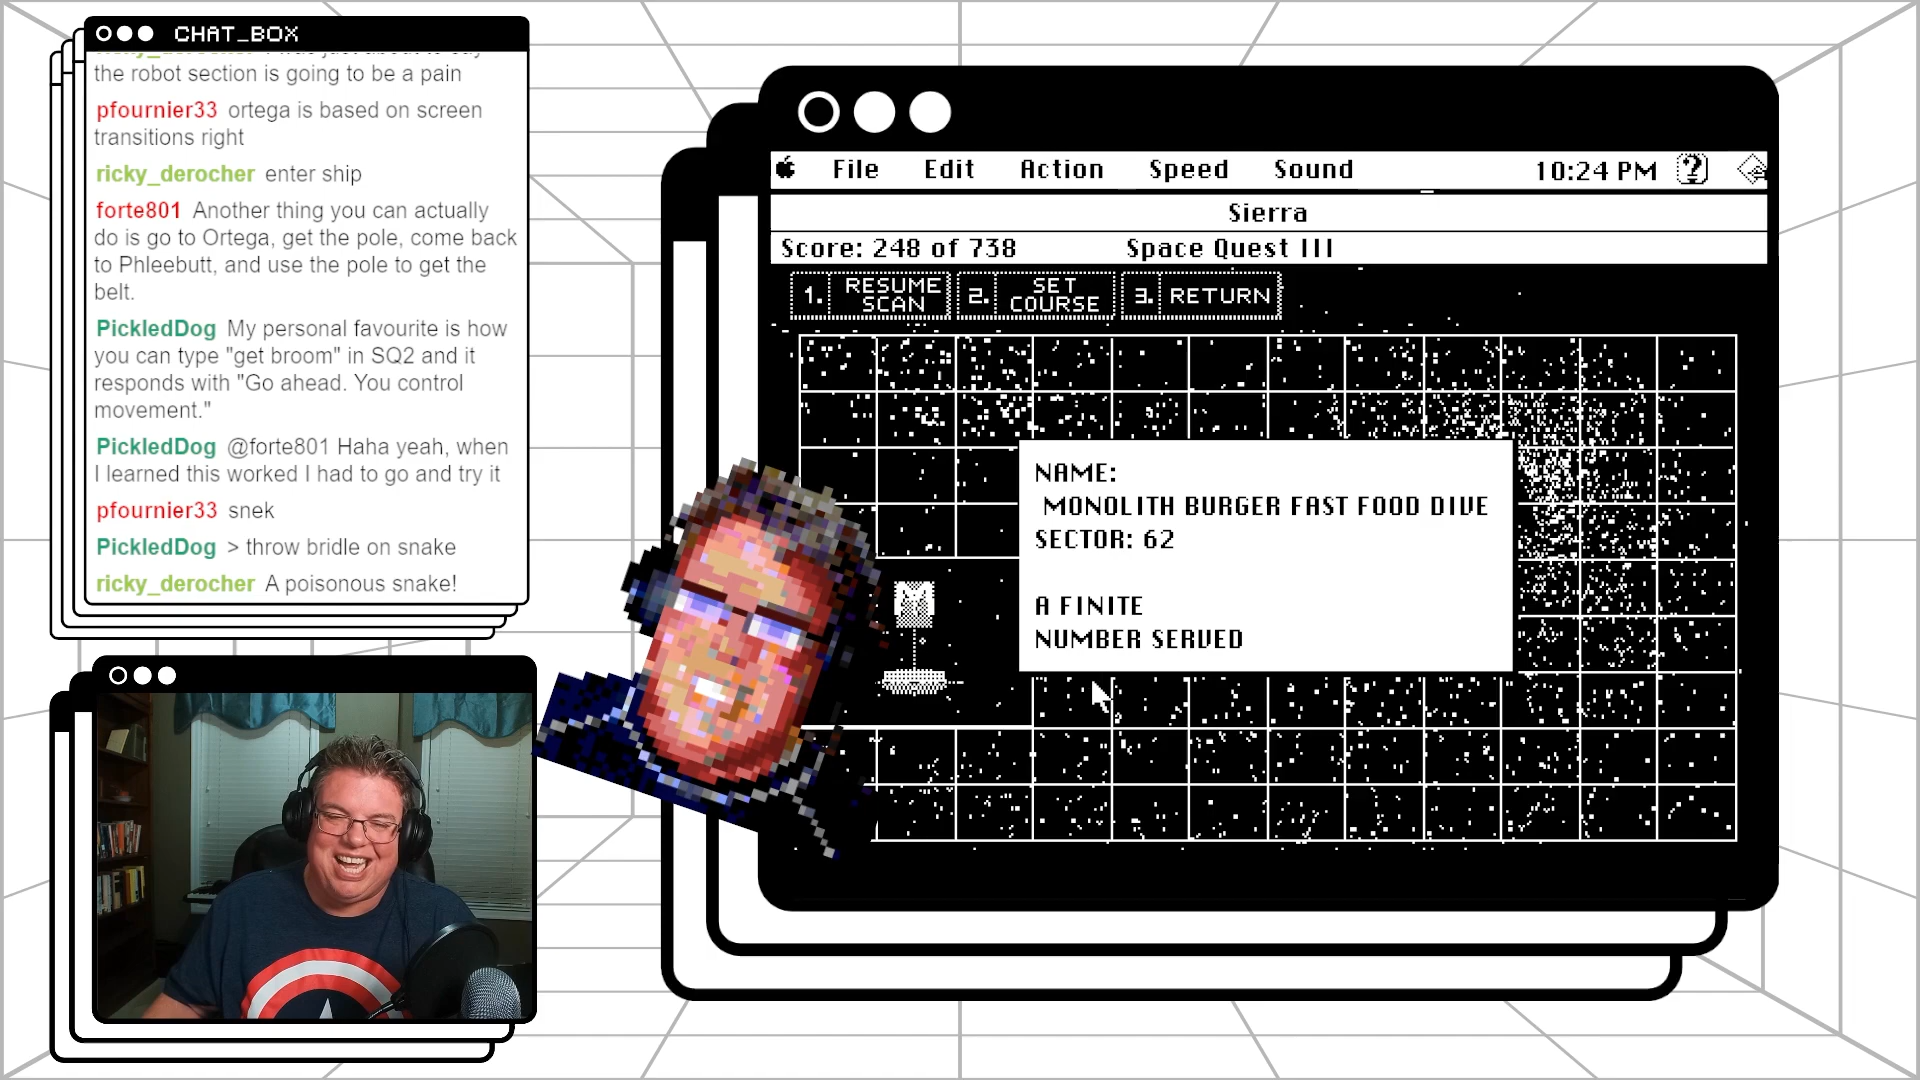 CHAT_BOX
the robot section is going to be a pain
pfournier33 ortega is based on screen
transitions right
ricky_derocher enter ship
forte801 Another thing you can actually
do is go to Ortega, get the pole, come back
to Phleebutt, and use the pole to get the
belt.
PickledDog My personal favourite is how
you can type "get broom" in SQ2 and it
responds with "Go ahead. You control
movement."
PickledDog @forte801 Haha yeah, when
I learned this worked I had to go and try it
pfournier33 snek
PickledDog > throw bridle on snake
ricky_derocher A poisonous snake!
File Edit Action Speed Sound 10:24 PM
Sierra
Score: 248 of 738 Space Quest III
1. RESUME SCAN 2. SET COURSE 3. RETURN
NAME:
MONOLITH BURGER FAST FOOD DIVE
SECTOR: 62
A FINITE
NUMBER SERVED